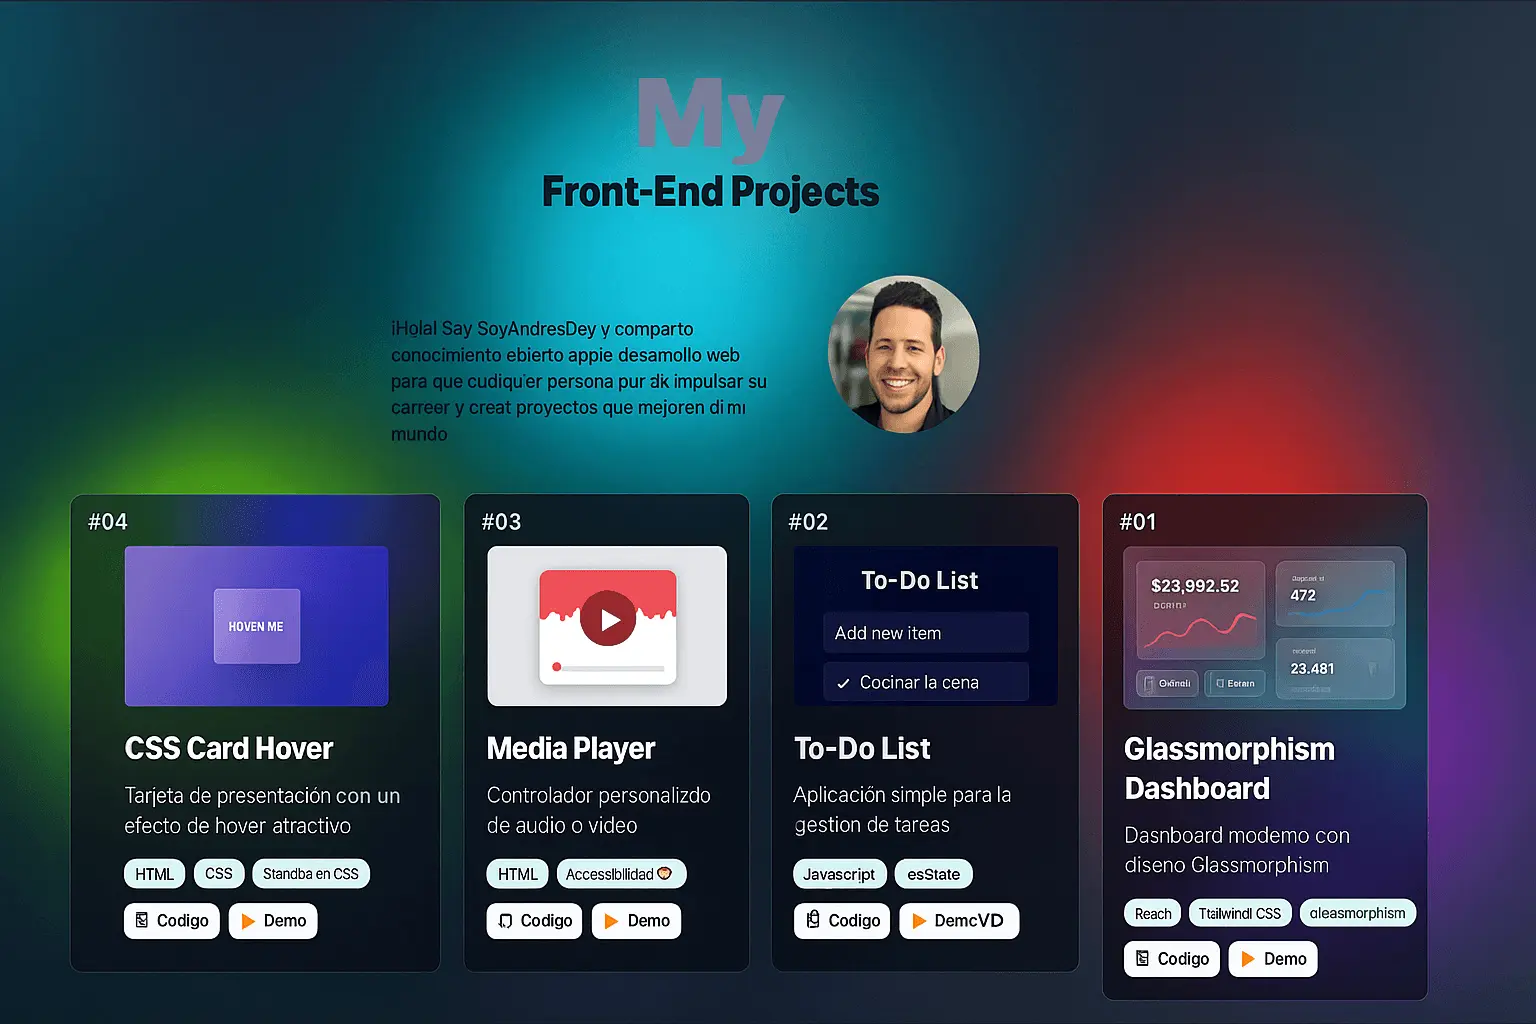 My
Front-End Projects
iHolal Say SoyAndresDey y comparto
conocimiento ebierto appie desamollo web
para que cudiqu'er persona pur dk impulsar su
carreer y creat proyectos que mejoren di mı
mundo
#04
HOVEN ME
CSS Card Hover
Tarjeta de presentación con un
efecto de hover atractivo
HTML CSS Standba en CSS
Codigo Demo
#03
Media Player
Controlador personalizdo
de audio o video
HTML Accesslbllidad
Codigo Demo
#02
To-Do List
Add new item
Cocinar la cena
To-Do List
Aplicación simple para la
gestion de tareas
Javascript esState
Codigo DemcVD
#01
$23,992.52
472
23.481
Glassmorphism
Dashboard
Dasnboard modemo con
diseno Glassmorphism
Reach Ttailwindl CSS aleasmorphism
Codigo Demo